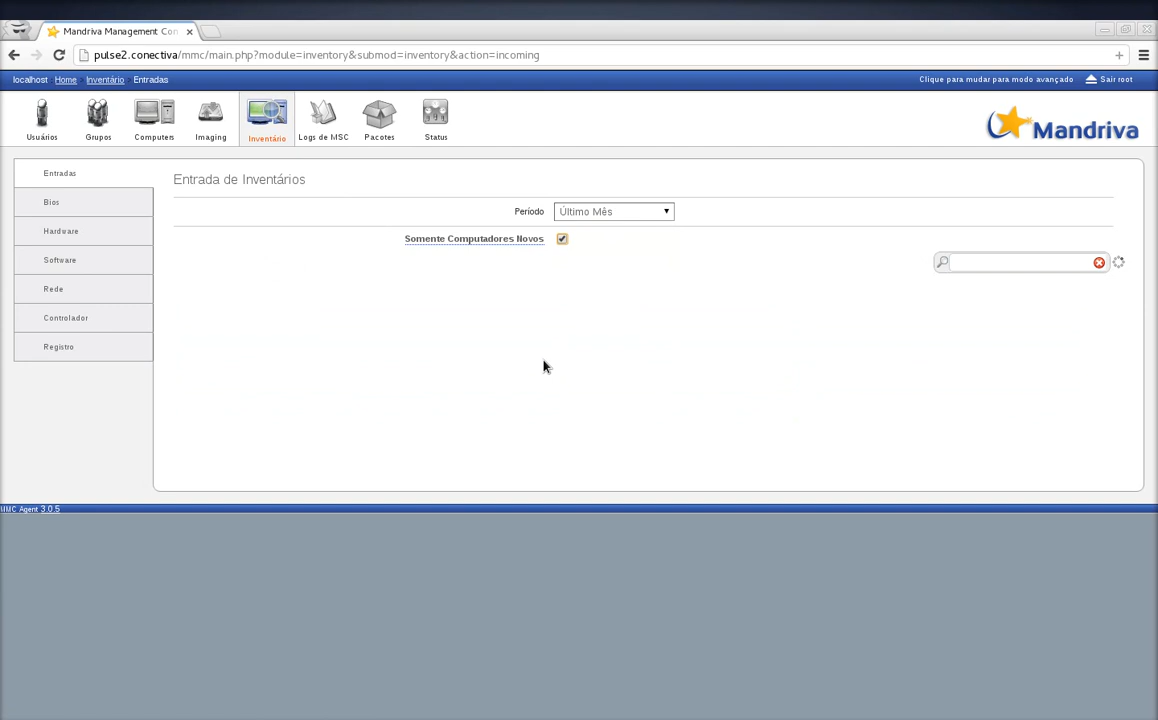 Mandriva Management Con
pulse2.conectiva/mmc/main.php?module=inventory&submod=inventory&action=incoming
localhost Home Inventário Entradas
Clique para mudar para modo avançado Sair root
Usuários Grupos Computers Imaging Inventário Logs de MSC Pacotes Status
Mandriva
Entradas
Bios
Hardware
Software
Rede
Controlador
Registro
Entrada de Inventários
Período Último Mês
Somente Computadores Novos
MMC Agent 3.0.5